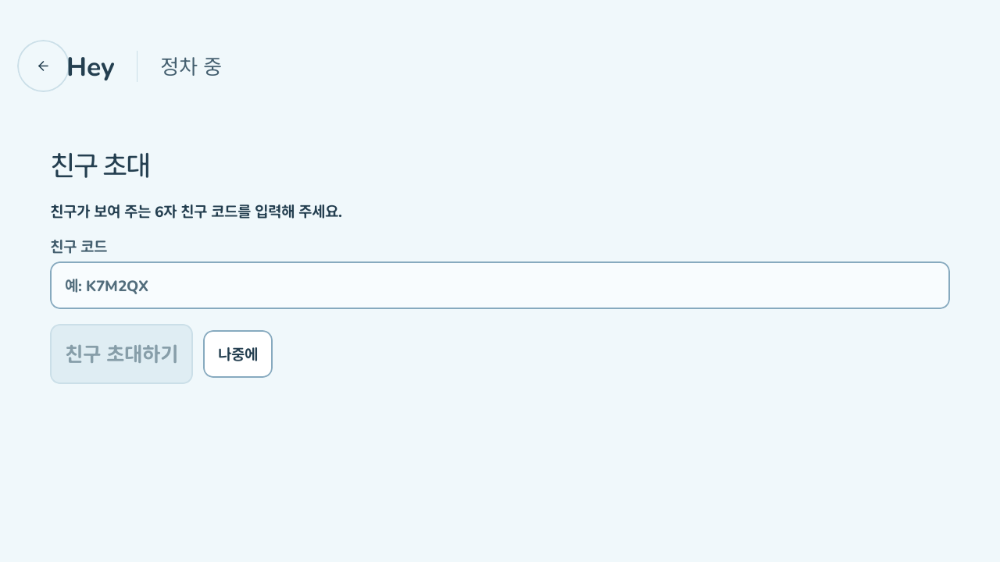 Hey
정차 중
친구 초대
친구가 보여 주는 6자 친구 코드를 입력해 주세요.
친구 코드
예: K7M2QX
친구 초대하기
나중에